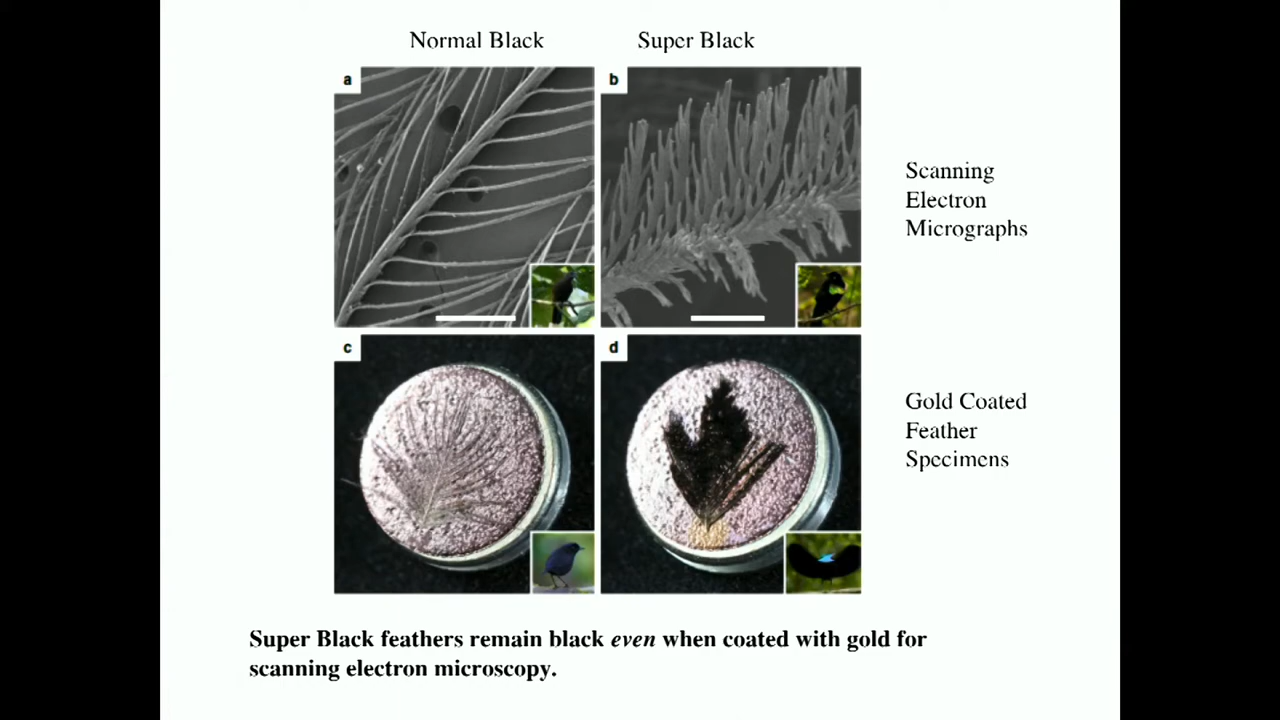 Normal Black
Super Black
a
b
Scanning
Electron
Micrographs
c
d
Gold Coated
Feather
Specimens
Super Black feathers remain black even when coated with gold for
scanning electron microscopy.